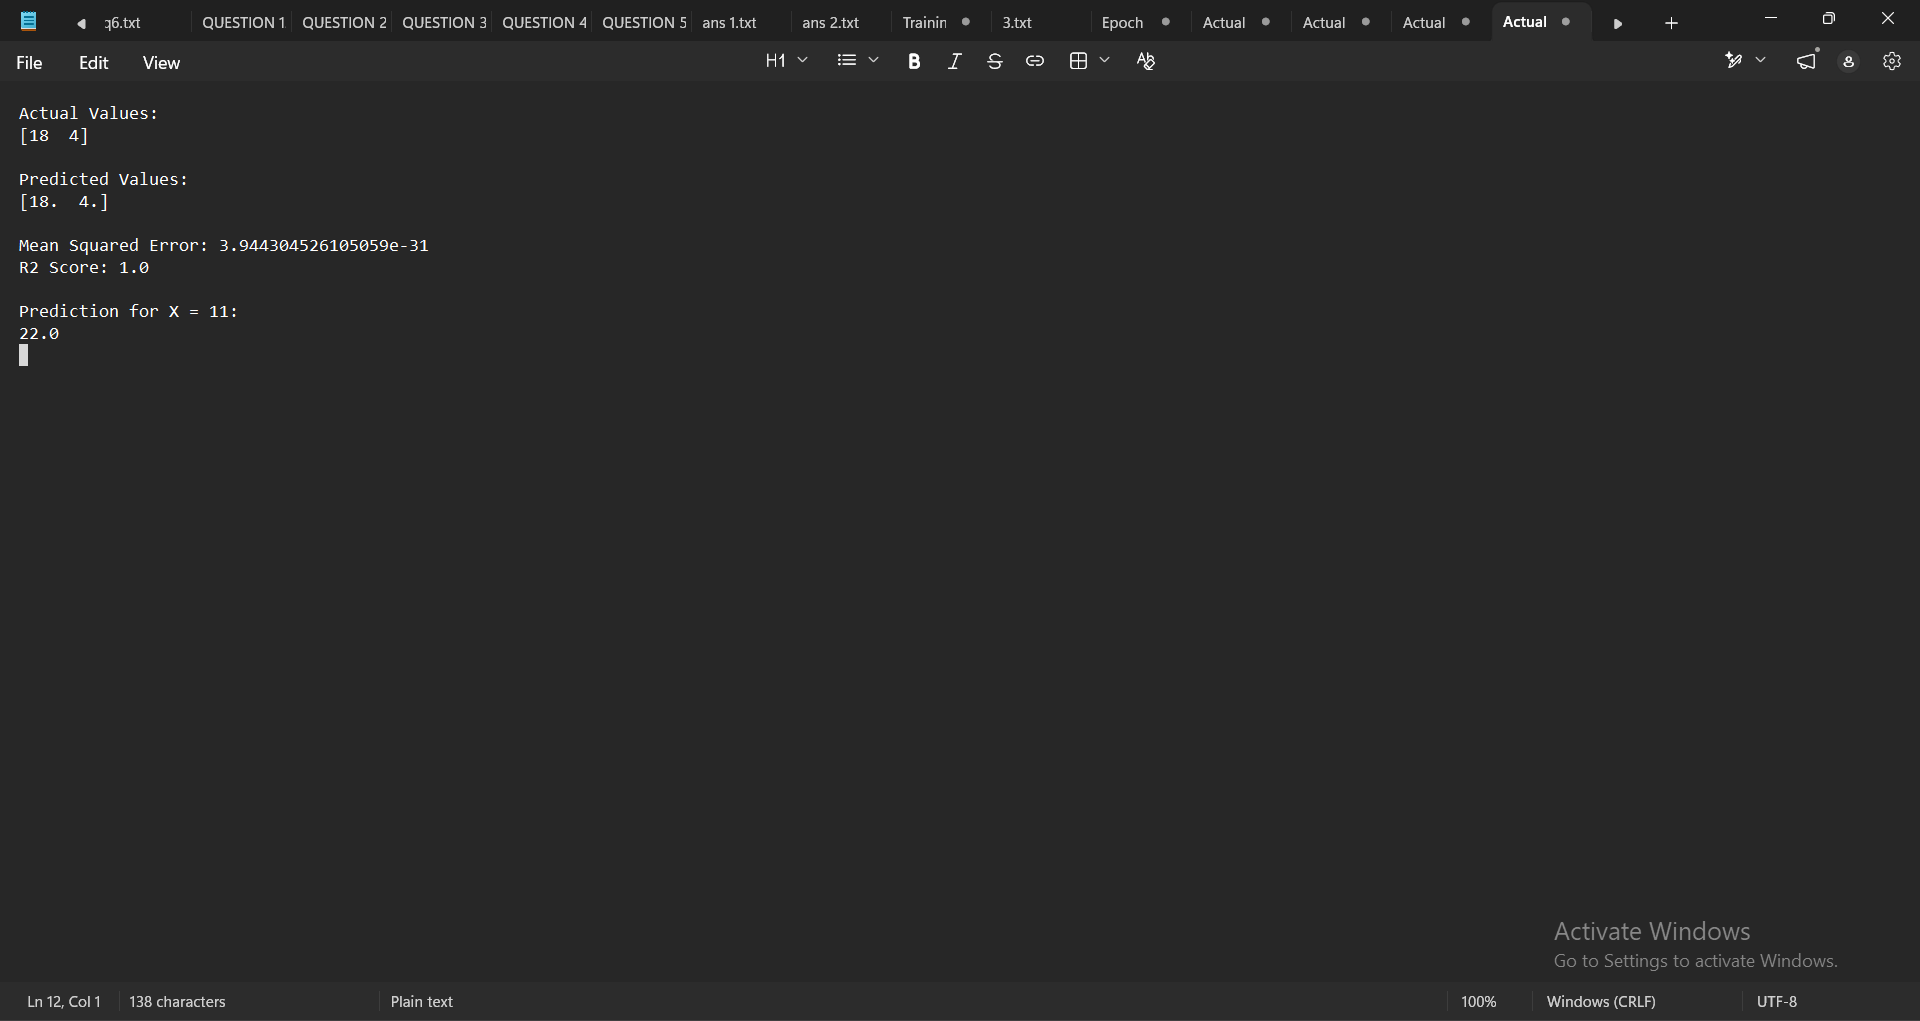 q6.txt QUESTION 1 QUESTION 2 QUESTION 3 QUESTION 4 QUESTION 5 ans 1.txt ans 2.txt Trainin 3.txt Epoch Actual Actual Actual Actual
File Edit View H1
Actual Values:
[18  4]
Predicted Values:
[18.  4.]
Mean Squared Error: 3.944304526105059e-31
R2 Score: 1.0
Prediction for X = 11:
22.0
Activate Windows
Go to Settings to activate Windows.
Ln 12, Col 1 138 characters Plain text 100% Windows (CRLF) UTF-8